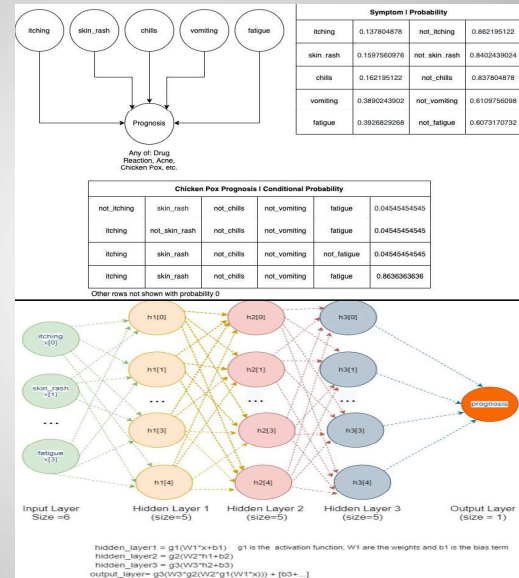 itching skin_rash chills vomiting fatigue
Prognosis
Any of: Drug
Reaction, Acne,
Chicken Pox, etc.
Symptom | Probability
itching 0.137804878 not_itching 0.862195122
skin_rash 0.1597560976 not_skin_rash 0.8402439024
chills 0.162195122 not_chills 0.837804878
vomiting 0.3890243902 not_vomiting 0.6109756098
fatigue 0.3926829268 not_fatigue 0.6073170732
Chicken Pox Prognosis | Conditional Probability
not_itching skin_rash not_chills not_vomiting fatigue 0.04545454545
itching not_skin_rash not_chills not_vomiting fatigue 0.04545454545
itching skin_rash not_chills not_vomiting not_fatigue 0.04545454545
itching skin_rash not_chills not_vomiting fatigue 0.8636363636
Other rows not shown with probability 0
itching
x[0]
skin_rash
x[1]
...
fatigue
x[3]
h1[0] h2[0] h3[0]
h1[1] h2[1] h3[1]
... ... ...
h1[3] h2[3] h3[3]
h1[4] h2[4] h3[4]
prognosis
Input Layer Hidden Layer 1 Hidden Layer 2 Hidden Layer 3 Output Layer
Size =6 (size=5) (size=5) (size=5) (size = 1)
hidden_layer1 = g1(W1*x+b1) g1 is the activation function, W1 are the weights and b1 is the bias term
hidden_layer2 = g2(W2*h1+b2)
hidden_layer3 = g3(W3*h2+b3)
output_layer= g3(W3*g2(W2*g1(W1*x))) + [b3+...]